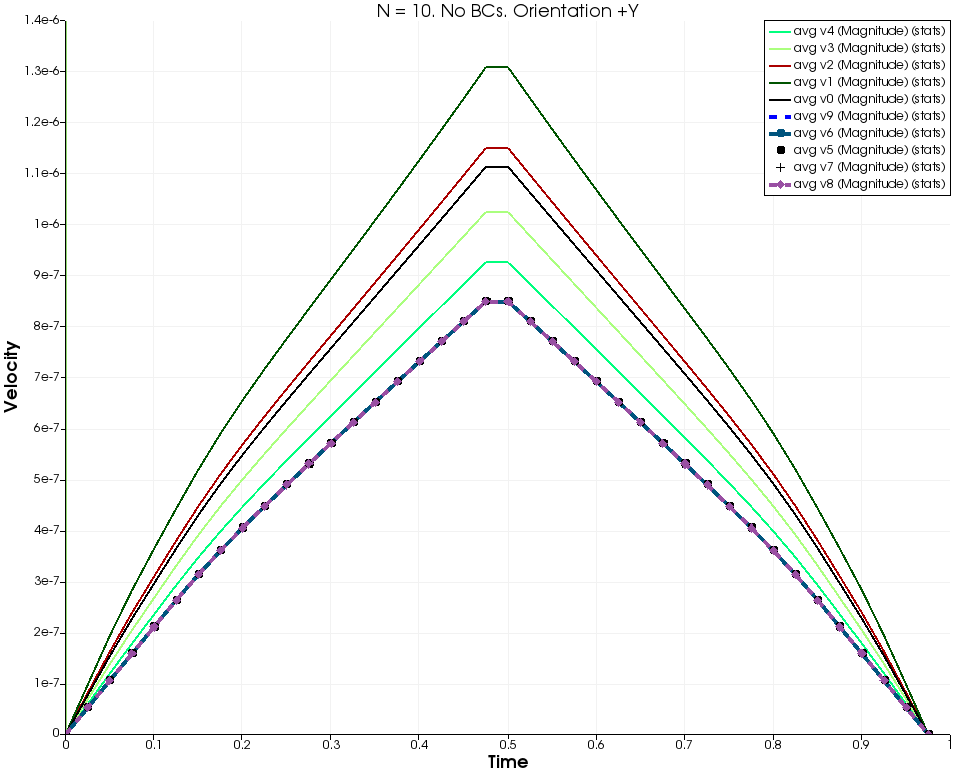 N = 10. No BCs. Orientation +Y
avg v4 (Magnitude) (stats)
avg v3 (Magnitude) (stats)
avg v2 (Magnitude) (stats)
avg v1 (Magnitude) (stats)
avg v0 (Magnitude) (stats)
avg v9 (Magnitude) (stats)
avg v6 (Magnitude) (stats)
avg v5 (Magnitude) (stats)
avg v7 (Magnitude) (stats)
avg v8 (Magnitude) (stats)
Velocity
1.4e-6
1.3e-6
1.2e-6
1.1e-6
1e-6
9e-7
8e-7
7e-7
6e-7
5e-7
4e-7
3e-7
2e-7
1e-7
0
0 0.1 0.2 0.3 0.4 0.5 0.6 0.7 0.8 0.9 1
Time